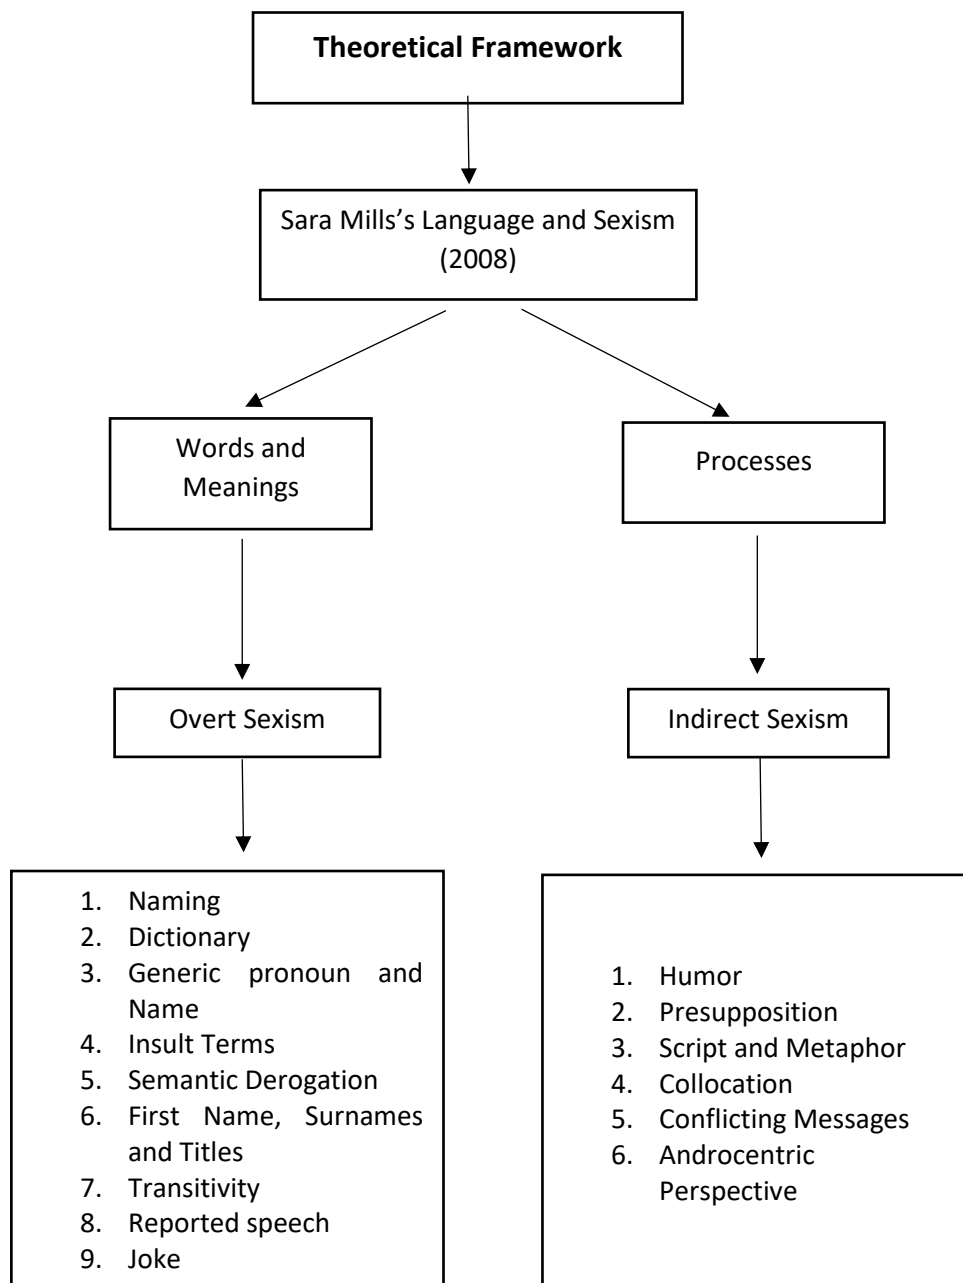 Theoretical Framework
Sara Mills's Language and Sexism
(2008)
Words and
Meanings
Processes
Overt Sexism
Indirect Sexism
1. Naming
2. Dictionary
3. Generic pronoun and
Name
4. Insult Terms
5. Semantic Derogation
6. First Name, Surnames
and Titles
7. Transitivity
8. Reported speech
9. Joke
1. Humor
2. Presupposition
3. Script and Metaphor
4. Collocation
5. Conflicting Messages
6. Androcentric
Perspective